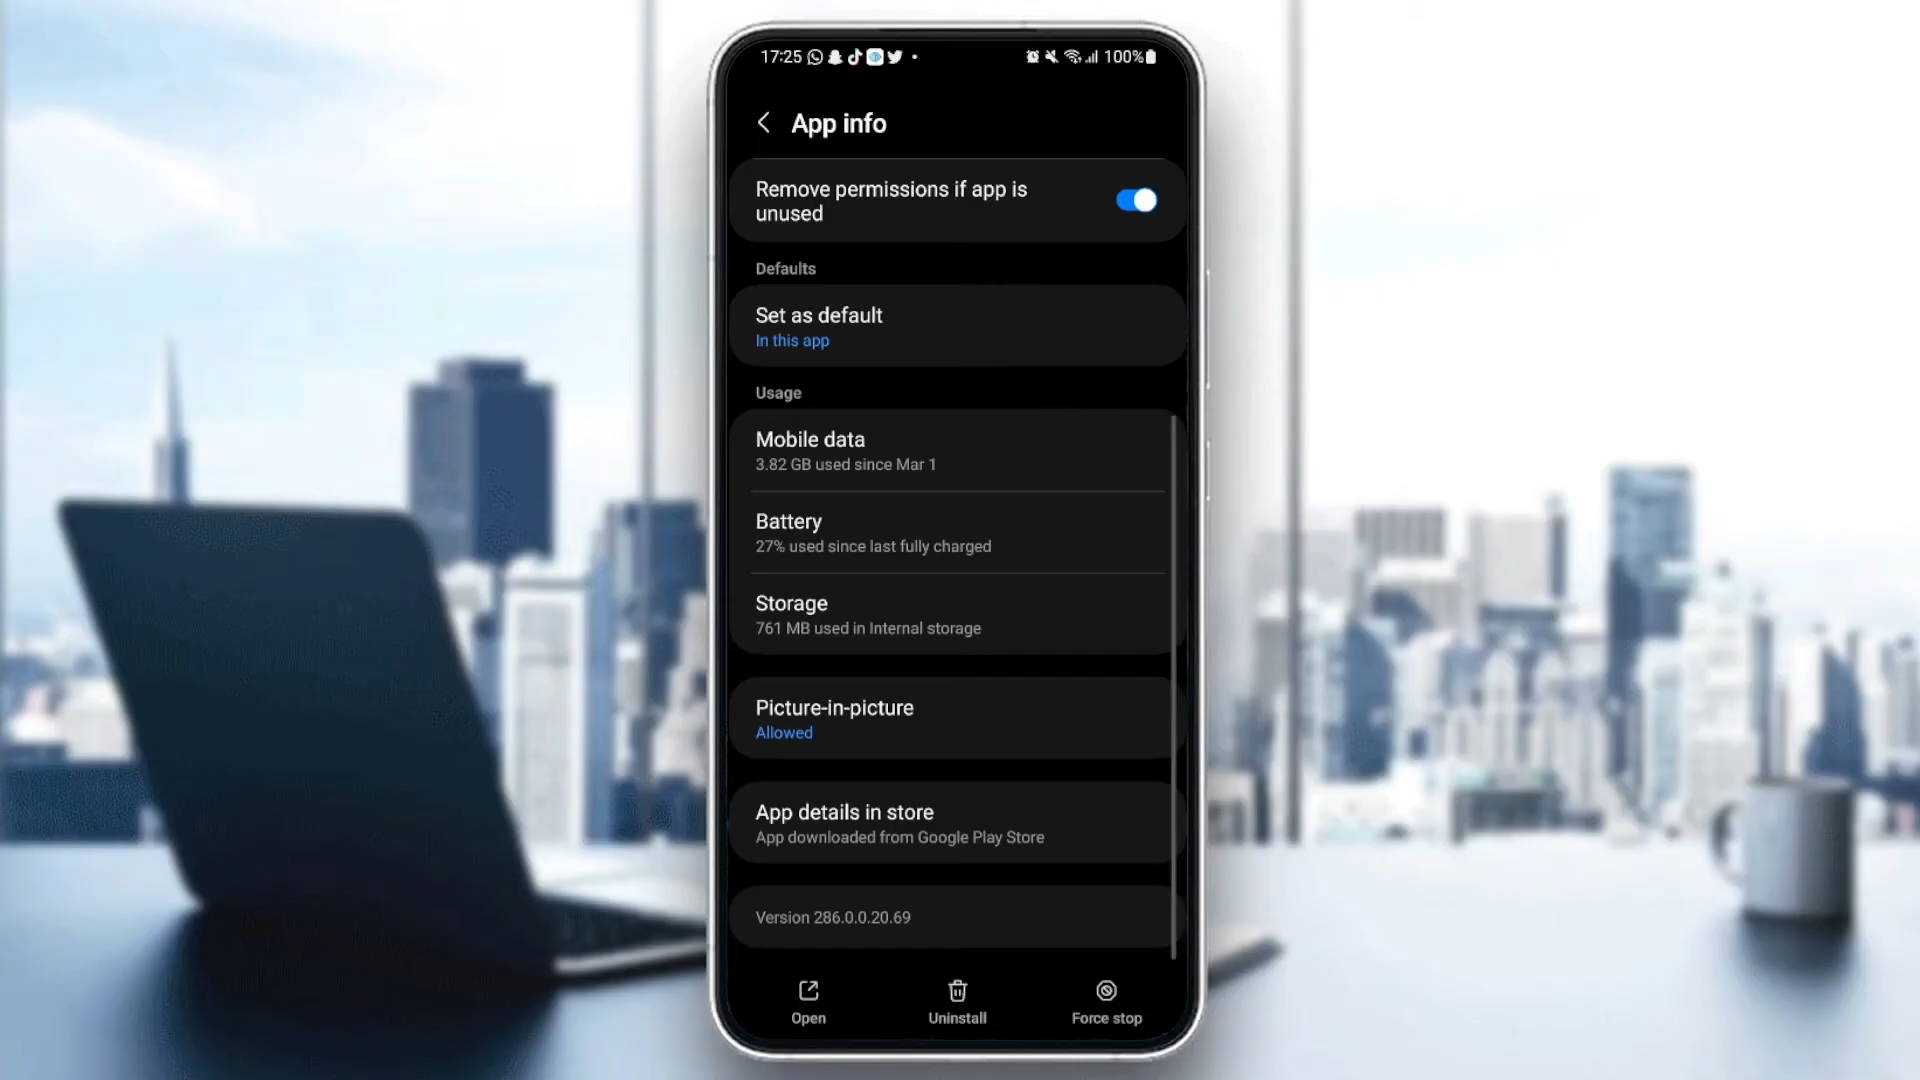 17:25
100%
App info
Remove permissions if app is
unused
Defaults
Set as default
In this app
Usage
Mobile data
3.82 GB used since Mar 1
Battery
27% used since last fully charged
Storage
761 MB used in Internal storage
Picture-in-picture
Allowed
App details in store
App downloaded from Google Play Store
Version 286.0.0.20.69
Open
Uninstall
Force stop